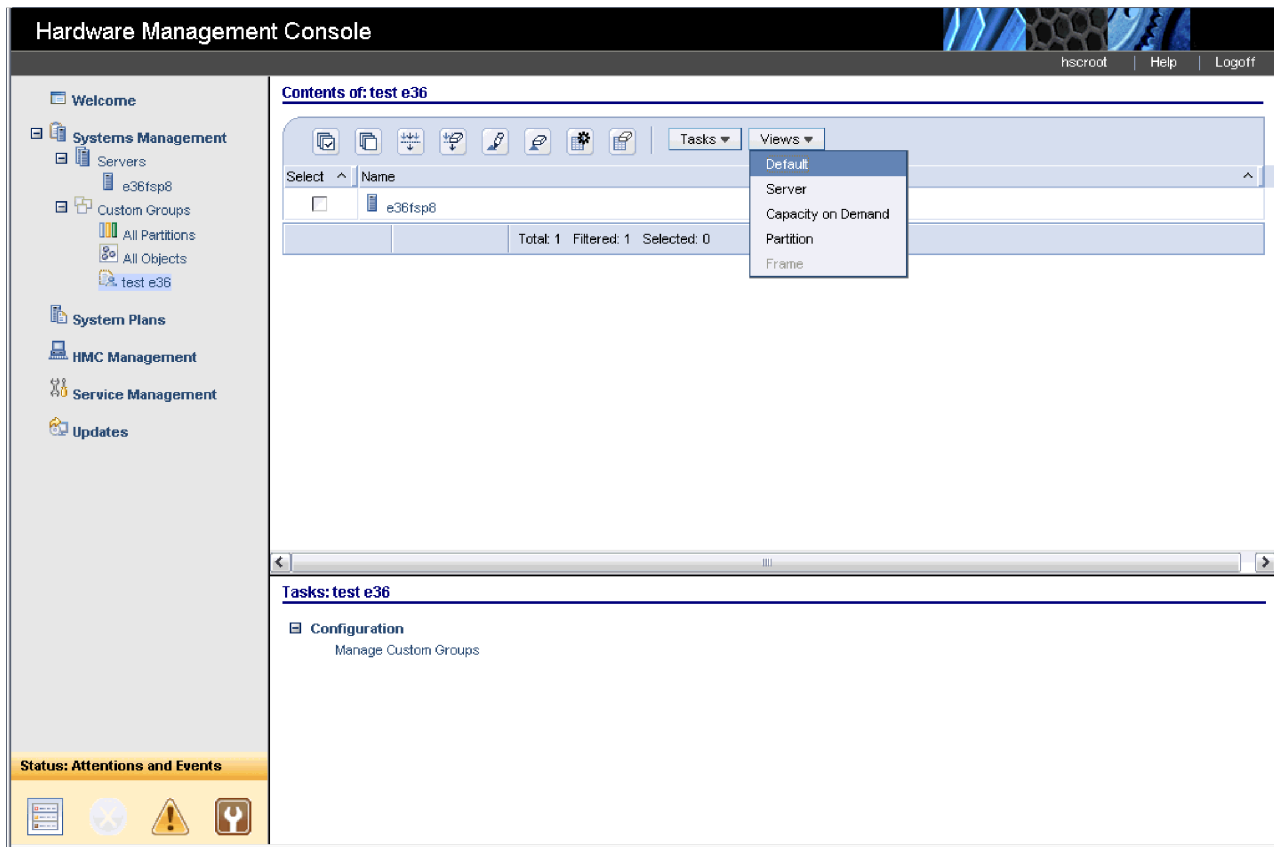 Hardware Management Console
hscroot | Help | Logoff
Welcome
Systems Management
Servers
e36fsp8
Custom Groups
All Partitions
All Objects
test e36
System Plans
HMC Management
Service Management
Updates
Status: Attentions and Events
Contents of: test e36
Tasks Views
Default
Server
Capacity on Demand
Partition
Frame
Select Name
e36fsp8
Total: 1 Filtered: 1 Selected: 0
Tasks: test e36
Configuration
Manage Custom Groups